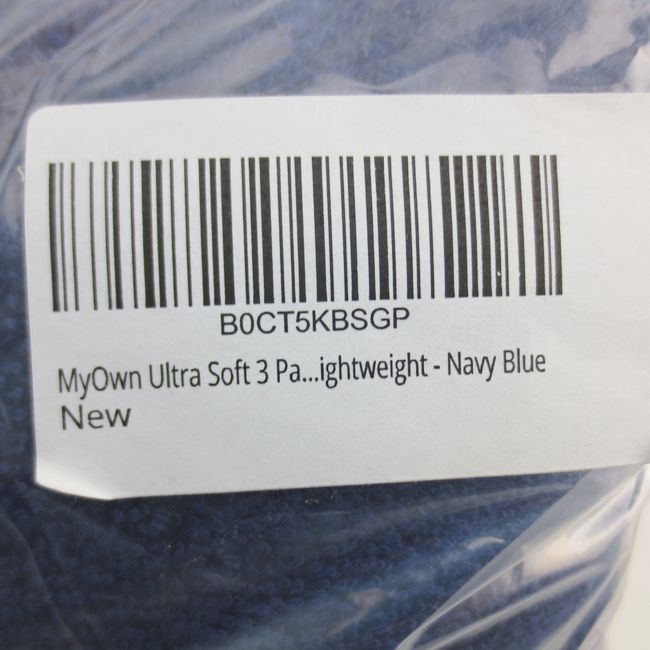 B0CT5KBSGP
MyOwn Ultra Soft 3 Pa...ightweight - Navy Blue
New